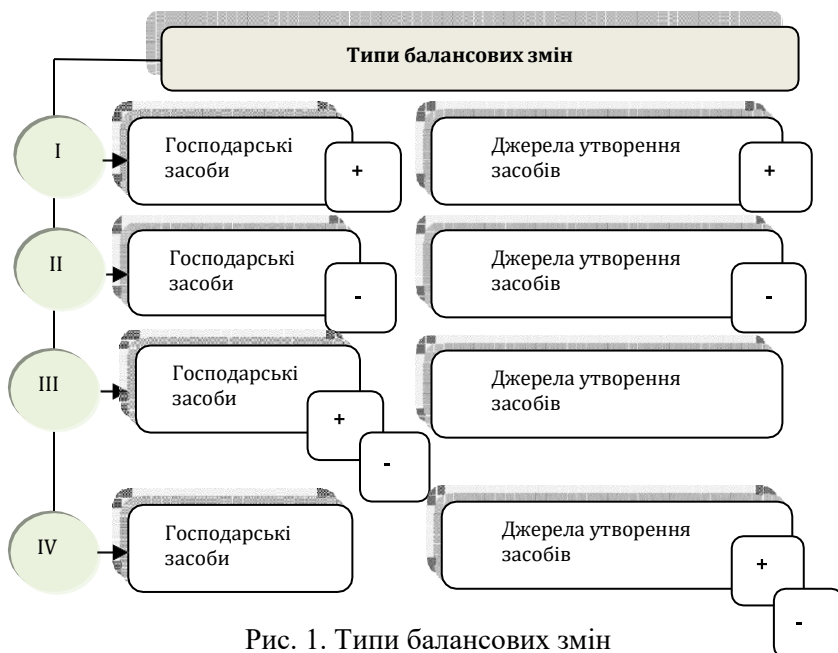 Типи балансових змін
I
Господарські
засоби
+
Джерела утворення
засобів
+
II
Господарські
засоби
-
Джерела утворення
засобів
-
III
Господарські
засоби
+
-
Джерела утворення
засобів
IV
Господарські
засоби
Джерела утворення
засобів
+
-
Рис. 1. Типи балансових змін